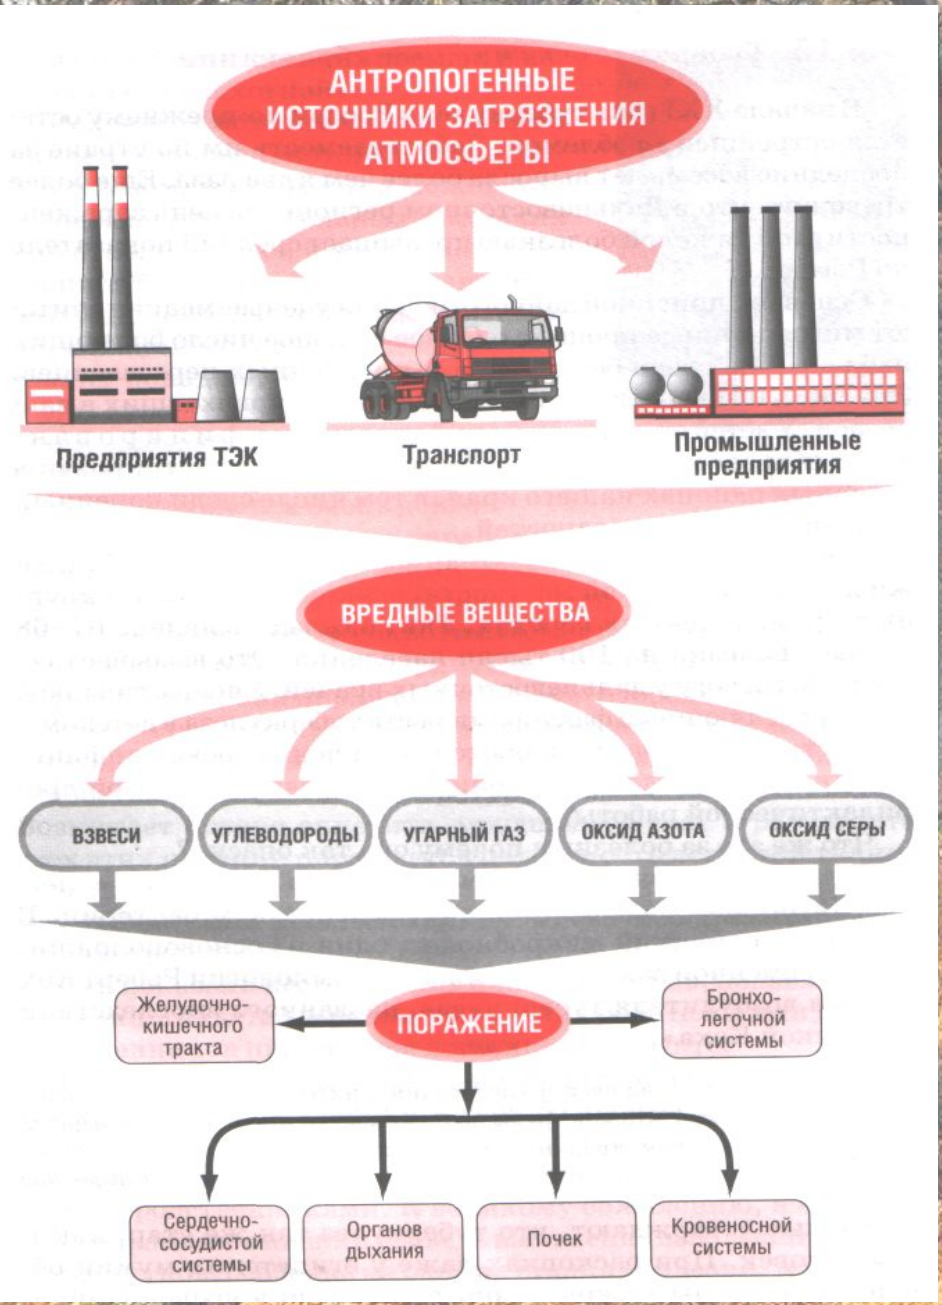 АНТРОПОГЕННЫЕ
ИСТОЧНИКИ ЗАГРЯЗНЕНИЯ
АТМОСФЕРЫ
Предприятия ТЭК
Транспорт
Промышленные
предприятия
ВРЕДНЫЕ ВЕЩЕСТВА
ВЗВЕСИ
УГЛЕВОДОРОДЫ
УГАРНЫЙ ГАЗ
ОКСИД АЗОТА
ОКСИД СЕРЫ
Желудочно-
кишечного
тракта
ПОРАЖЕНИЕ
Бронхо-
легочной
системы
Сердечно-
сосудистой
системы
Органов
дыхания
Почек
Кровеносной
системы